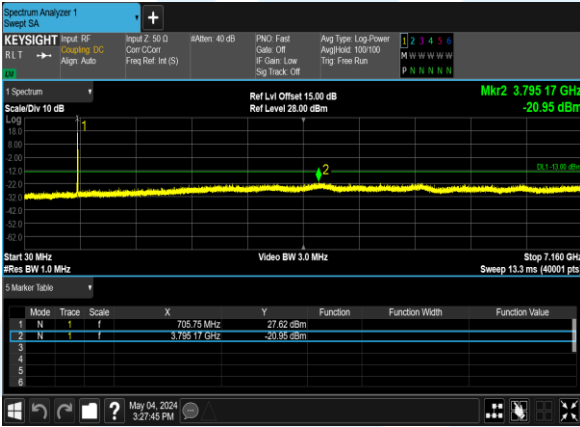 Spectrum Analyzer 1
Swept SA
+
KEYSIGHT
RLT
Input: RF
Coupling: DC
Align: Auto
Input Z: 50 Ω
Corr CCorr
Freq Ref: Int (S)
#Atten: 40 dB
PNO: Fast
Gate: Off
IF Gain: Low
Sig Track: Off
Avg Type: Log-Power
Avg|Hold: 100/100
Trig: Free Run
1 2 3 4 5 6
M W W W W W
P N N N N N
1 Spectrum
Scale/Div 10 dB
Ref Lvl Offset 15.00 dB
Ref Level 28.00 dBm
Mkr2 3.795 17 GHz
-20.95 dBm
Log
18.0
8.00
-2.00
-12.0
-22.0
-32.0
-42.0
-52.0
-62.0
1
2
DL1 -13.00 dBm
Start 30 MHz
#Res BW 1.0 MHz
Video BW 3.0 MHz
Stop 7.160 GHz
Sweep 13.3 ms (40001 pts
5 Marker Table
Mode Trace Scale X Y Function Function Width Function Value
1 N 1 f 705.75 MHz 27.62 dBm
2 N 1 f 3.795 17 GHz -20.95 dBm
3
4
5
6
?
May 04, 2024
3:27:45 PM